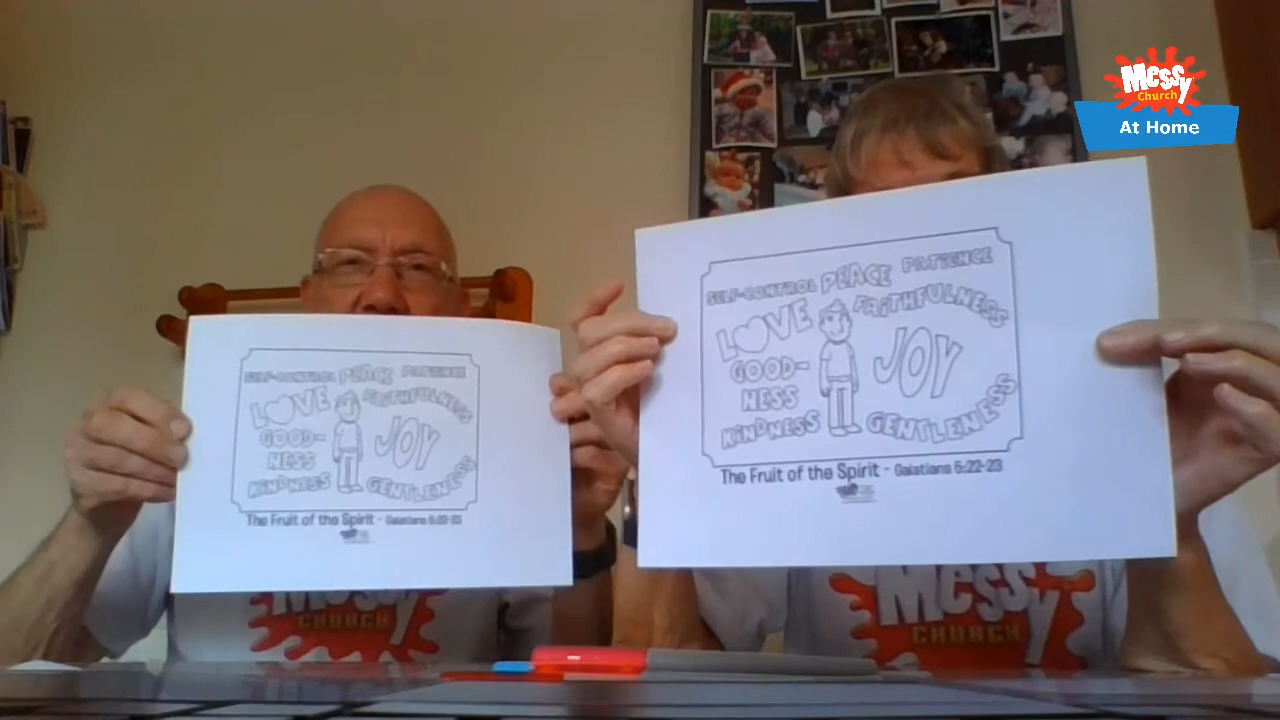 Messy
Church
At Home
SELF-CONTROL PEACE PATIENCE
LOVE FAITHFULNESS
GOOD-
NESS
JOY
KINDNESS GENTLENESS
The Fruit of the Spirit - Galatians 5:22-23
SELF-CONTROL PEACE PATIENCE
LOVE FAITHFULNESS
GOOD-
NESS
JOY
KINDNESS GENTLENESS
The Fruit of the Spirit - Galatians 5:22-23
Messy
CHURCH
Messy
CHURCH